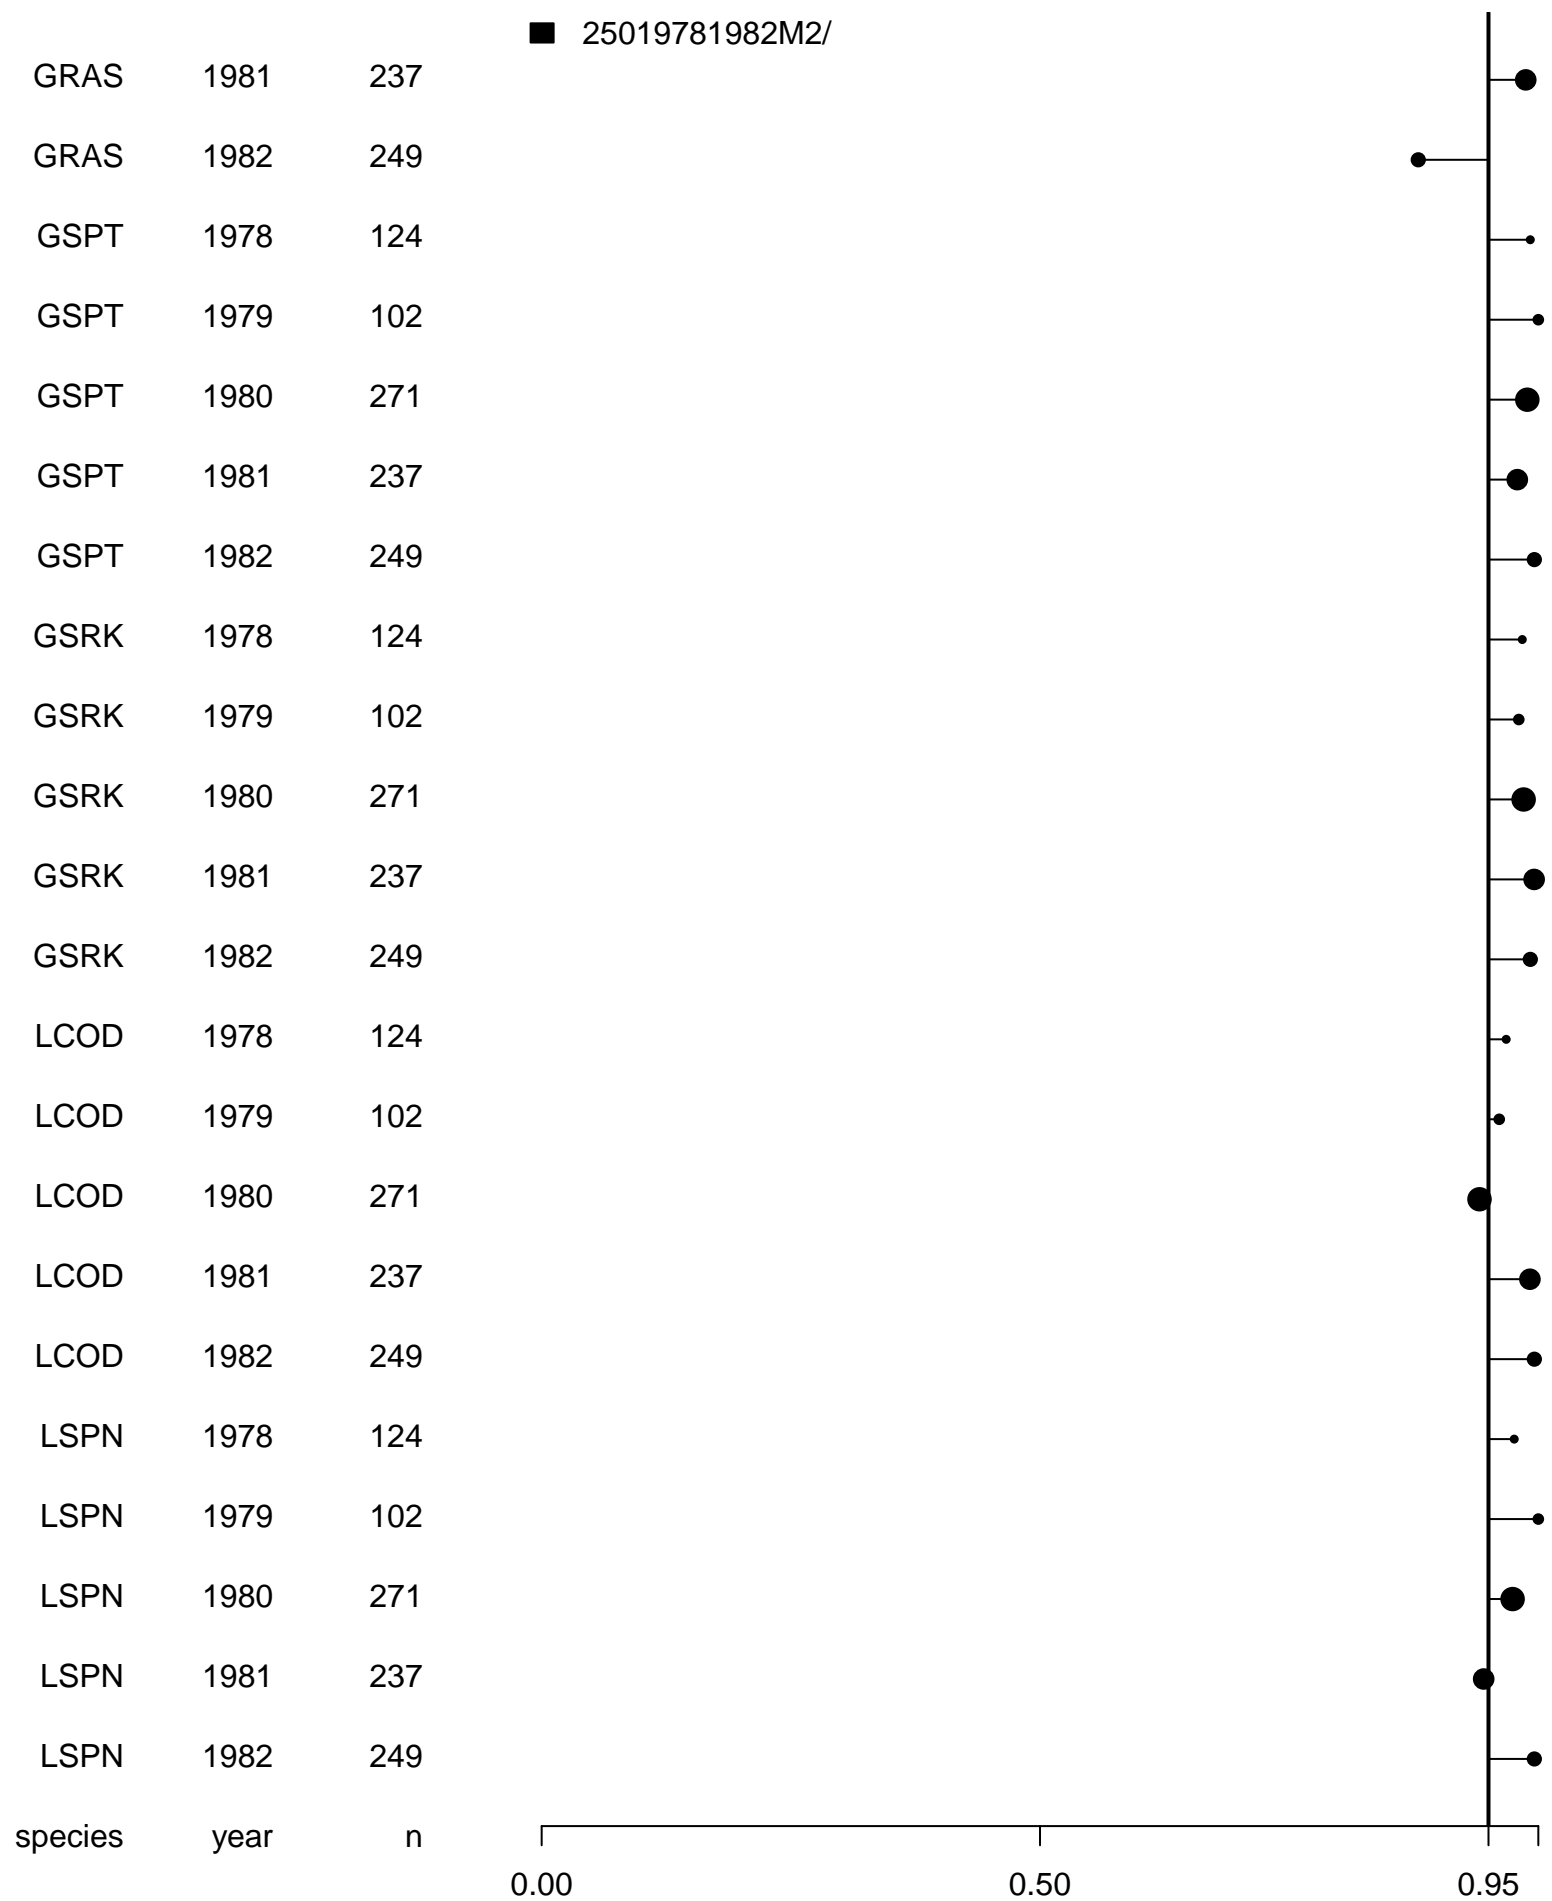 25019781982M2/
GRAS 1981 237
GRAS 1982 249
GSPT 1978 124
GSPT 1979 102
GSPT 1980 271
GSPT 1981 237
GSPT 1982 249
GSRK 1978 124
GSRK 1979 102
GSRK 1980 271
GSRK 1981 237
GSRK 1982 249
LCOD 1978 124
LCOD 1979 102
LCOD 1980 271
LCOD 1981 237
LCOD 1982 249
LSPN 1978 124
LSPN 1979 102
LSPN 1980 271
LSPN 1981 237
LSPN 1982 249
species year n
0.00 0.50 0.95